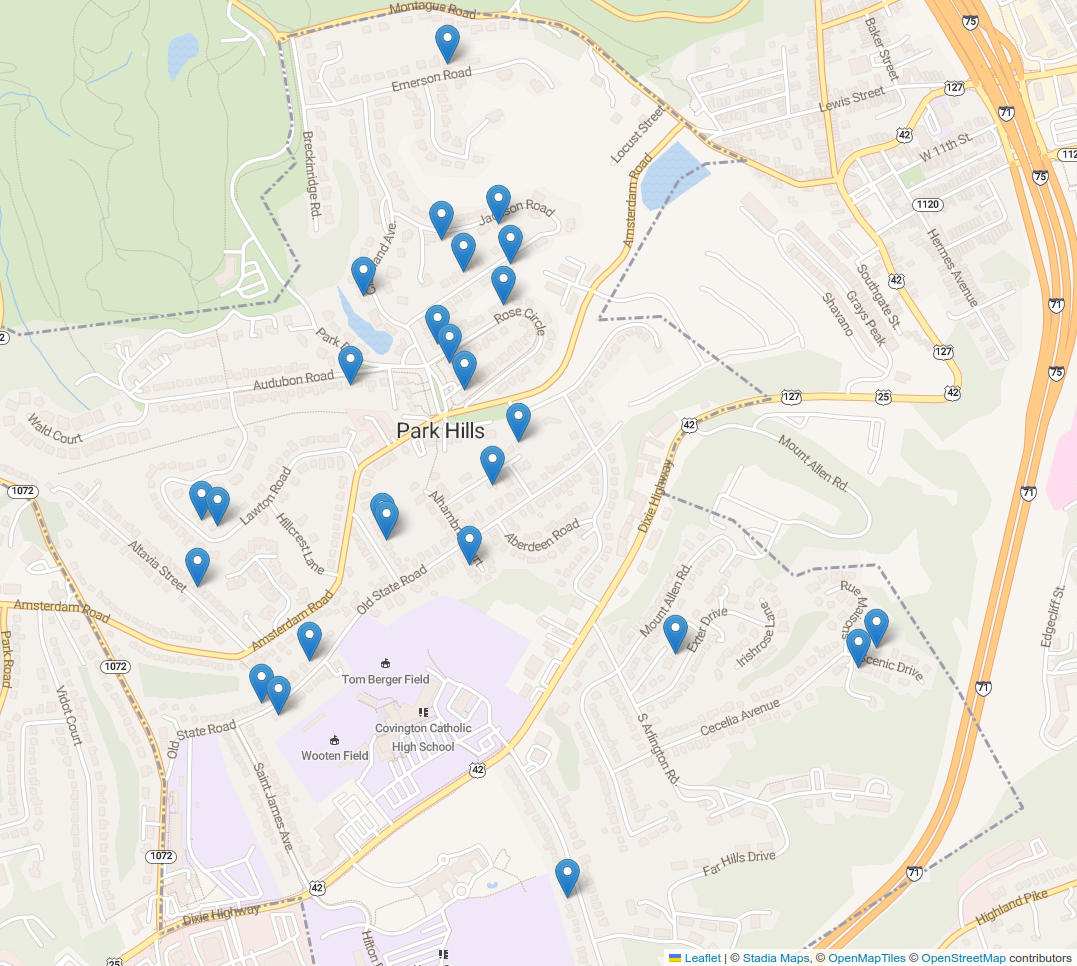 Montague Road
75
Baker Street
Emerson Road
127
Lewis Street
71
Locust Street
42
W 11th St.
Breckinridge Rd.
Amsterdam Road
75
1120
Jackson Road
Hermes Avenue
Southgate St.
Grays Peak
Shavano
42
71
Rose Circle
127
75
Audubon Road
127
25
42
Wald Court
Park Hills
42
Mount Allen Rd.
1072
Lawton Road
Dixie Highway
71
Hillcrest Lane
Aberdeen Road
Altavia Street
Old State Road
Amsterdam Road
Amsterdam Road
Mount Allen Rd.
Exter Drive
Irishrose Lane
Edgecliff St.
Park Road
1072
Tom Berger Field
Scenic Drive
71
Vidot Court
Old State Road
Covington Catholic
High School
Wooten Field
Cecelia Avenue
S Arlington Rd.
42
Saint James Ave.
1072
Far Hills Drive
71
42
Dixie Highway
Highland Pike
25
Leaflet | © Stadia Maps, © OpenMapTiles © OpenStreetMap contributors